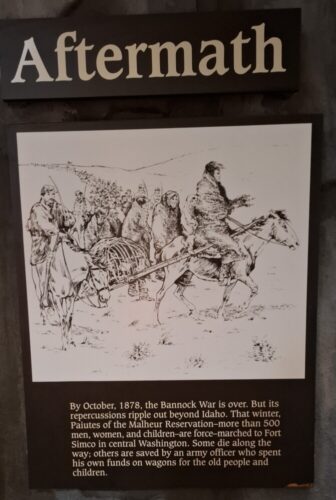 Aftermath
By October, 1878, the Bannock War is over. But its
repercussions ripple out beyond Idaho. That winter,
Paiutes of the Malheur Reservation–more than 500
men, women, and children–are force-marched to Fort
Simco in central Washington. Some die along the
way; others are saved by an army officer who spent
his own funds on wagons for the old people and
children.